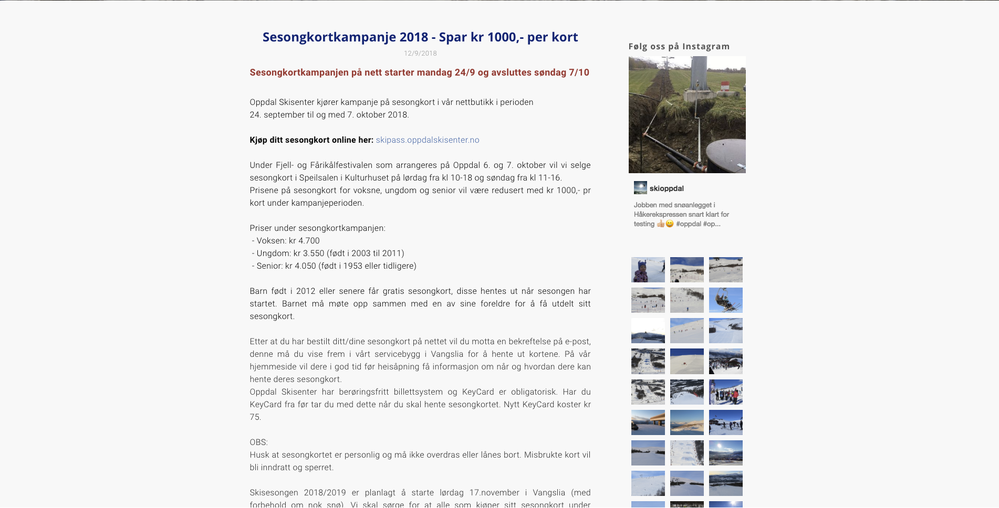 Sesongkortkampanje 2018 - Spar kr 1000,- per kort
12/9/2018
Sesongkortkampanjen på nett starter mandag 24/9 og avsluttes søndag 7/10
Oppdal Skisenter kjører kampanje på sesongkort i vår nettbutikk i perioden
24. september til og med 7. oktober 2018.
Kjøp ditt sesongkort online her: skipass.oppdalskisenter.no
Under Fjell- og Fårikålfestivalen som arrangeres på Oppdal 6. og 7. oktober vil vi selge
sesongkort i Speilsalen i Kulturhuset på lørdag fra kl 10-18 og søndag fra kl 11-16.
Prisene på sesongkort for voksne, ungdom og senior vil være redusert med kr 1000,- pr
kort under kampanjeperioden.
Priser under sesongkortkampanjen:
- Voksen: kr 4.700
- Ungdom: kr 3.550 (født i 2003 til 2011)
- Senior: kr 4.050 (født i 1953 eller tidligere)
Barn født i 2012 eller senere får gratis sesongkort, disse hentes ut når sesongen har
startet. Barnet må møte opp sammen med en av sine foreldre for å få utdelt sitt
sesongkort.
Etter at du har bestilt ditt/dine sesongkort på nettet vil du motta en bekreftelse på e-post,
denne må du vise frem i vårt servicebygg i Vangslia for å hente ut kortene. På vår
hjemmeside vil dere i god tid før heisåpning få informasjon om når og hvordan dere kan
hente deres sesongkort.
Oppdal Skisenter har berøringsfritt billettsystem og KeyCard er obligatorisk. Har du
KeyCard fra før tar du med dette når du skal hente sesongkortet. Nytt KeyCard koster kr
75.
OBS:
Husk at sesongkortet er personlig og må ikke overdras eller lånes bort. Misbrukte kort vil
bli inndratt og sperret.
Skisesongen 2018/2019 er planlagt å starte lørdag 17.november i Vangslia (med
forbehold om nok snø). Vi skal sørge for at alle som kjøper sitt sesongkort under
Følg oss på Instagram
skioppdal
Jobben med snøanlegget i
Håkerekspressen snart klart for
testing 👍😀 #oppdal #op...